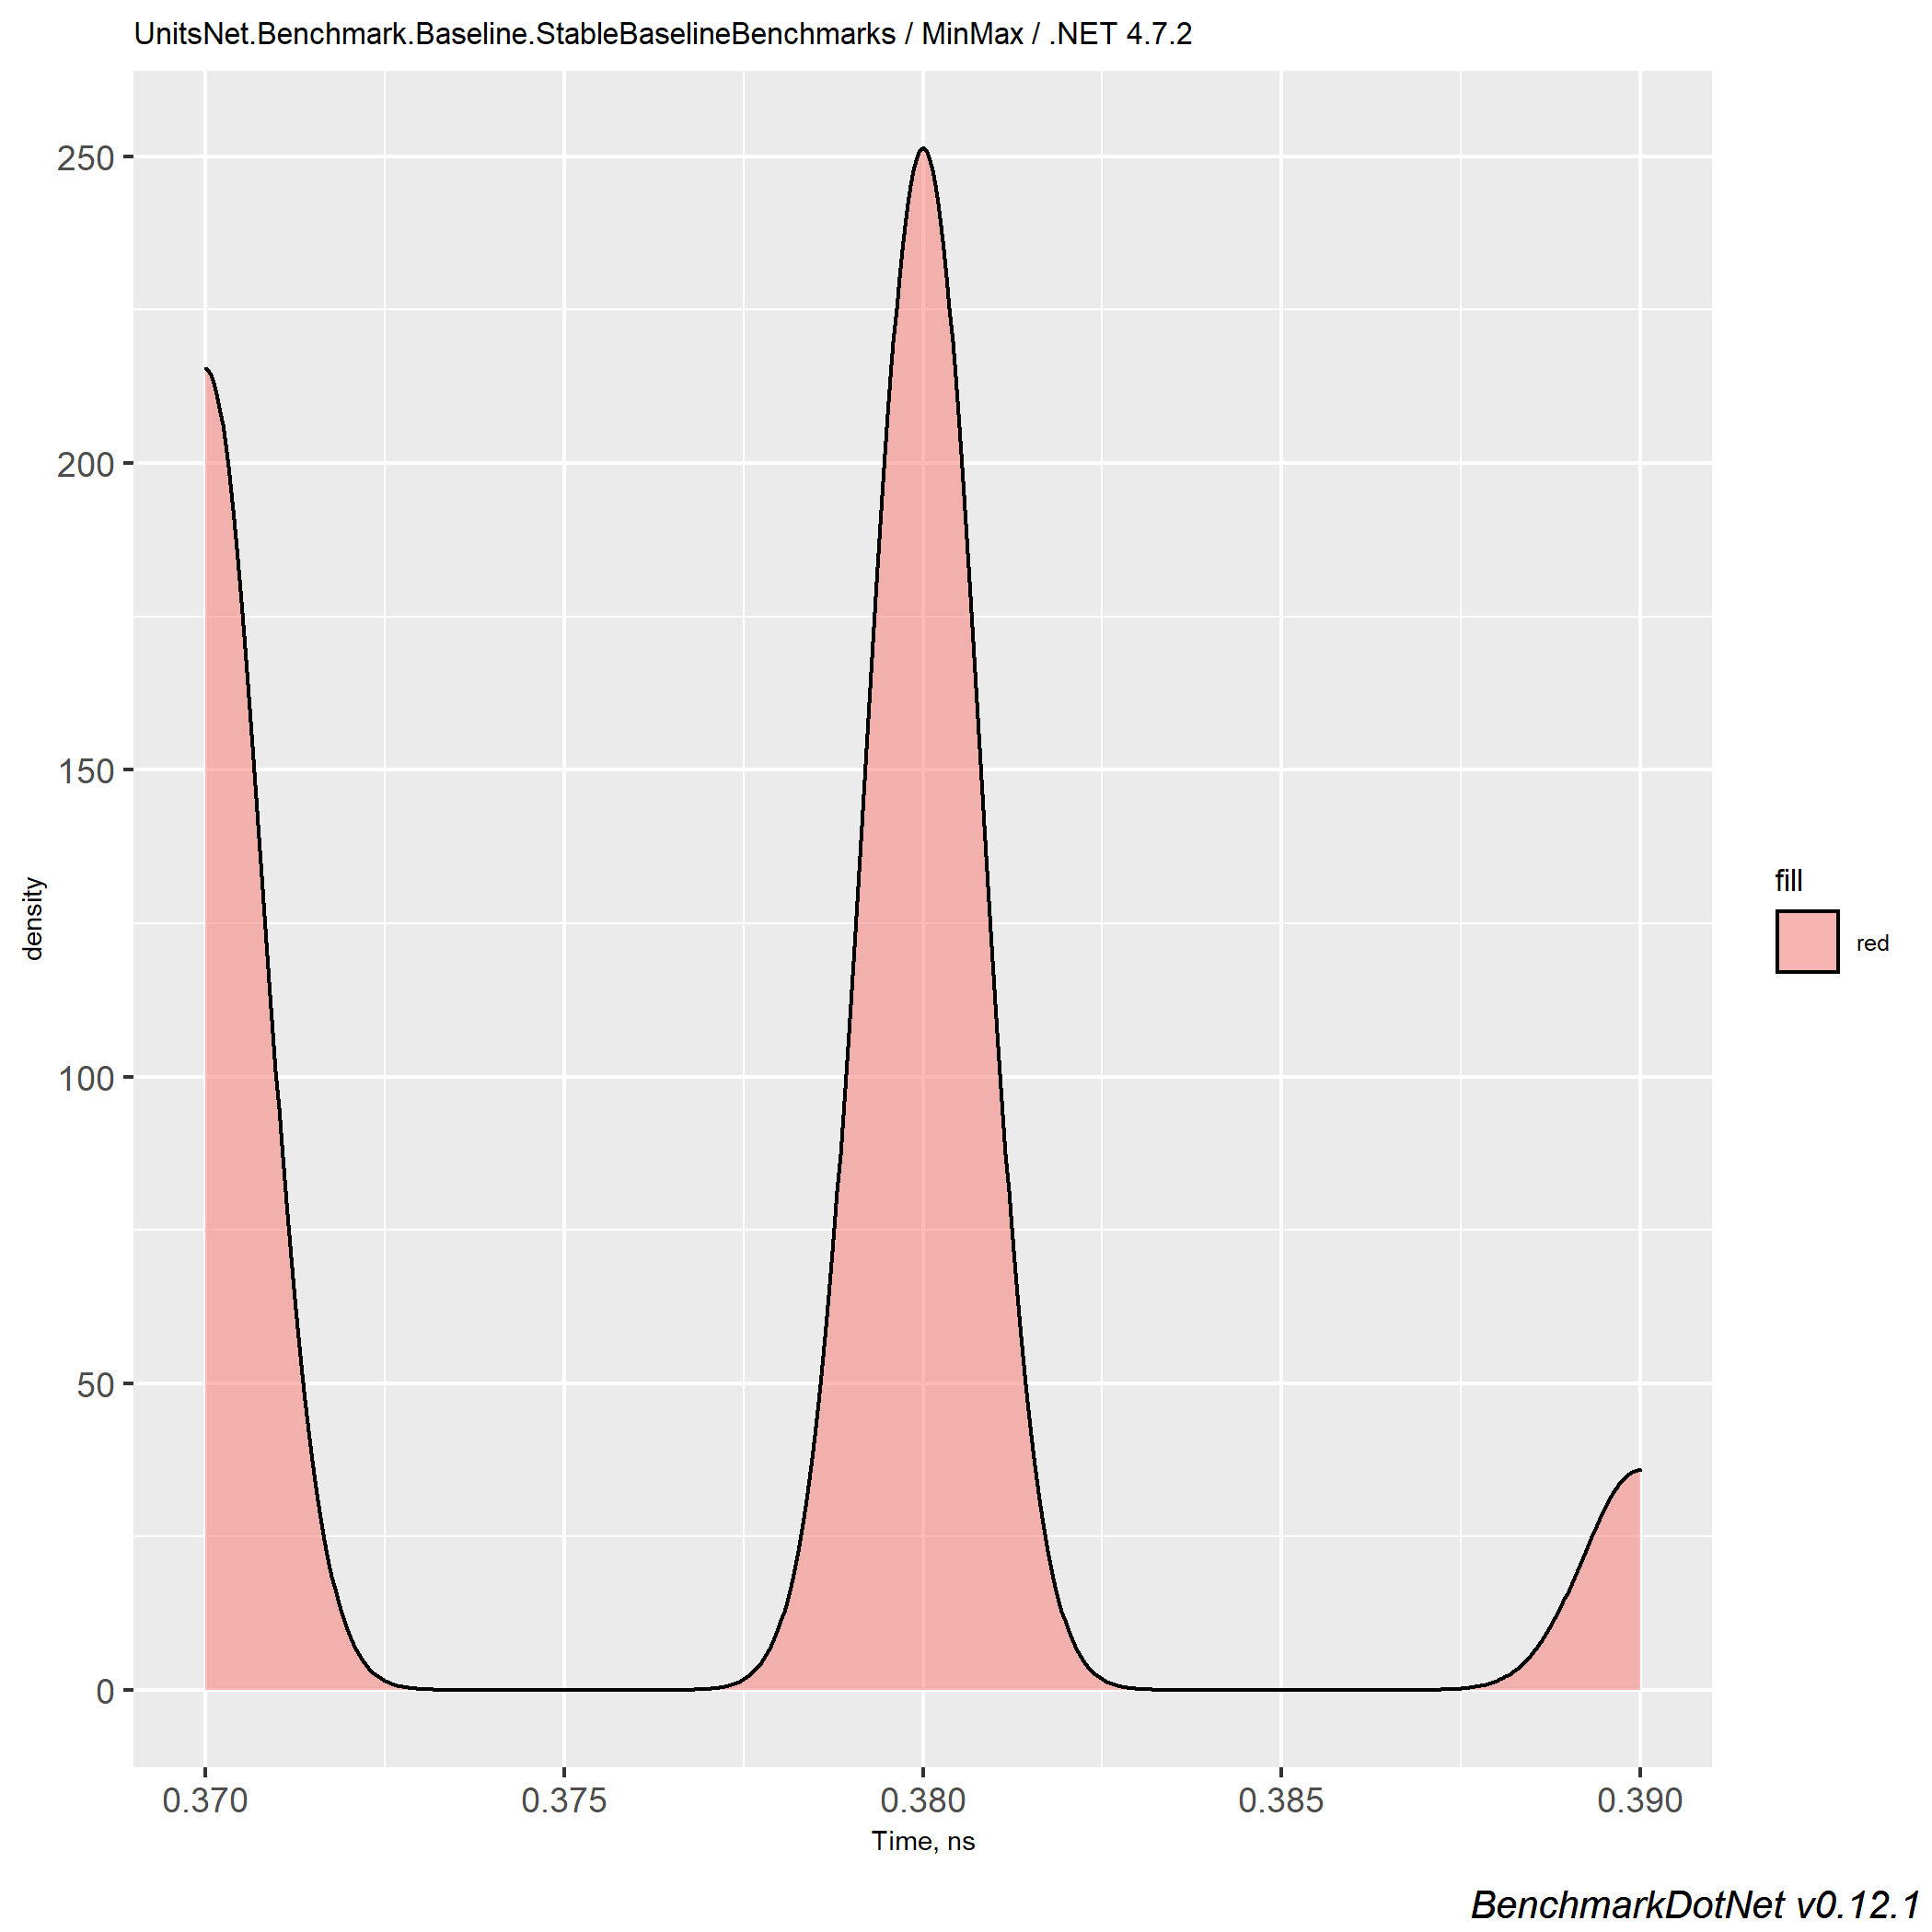 UnitsNet.Benchmark.Baseline.StableBaselineBenchmarks / MinMax / .NET 4.7.2
250
200
150
100
50
0
density
0.370 0.375 0.380 0.385 0.390
Time, ns
fill
red
BenchmarkDotNet v0.12.1